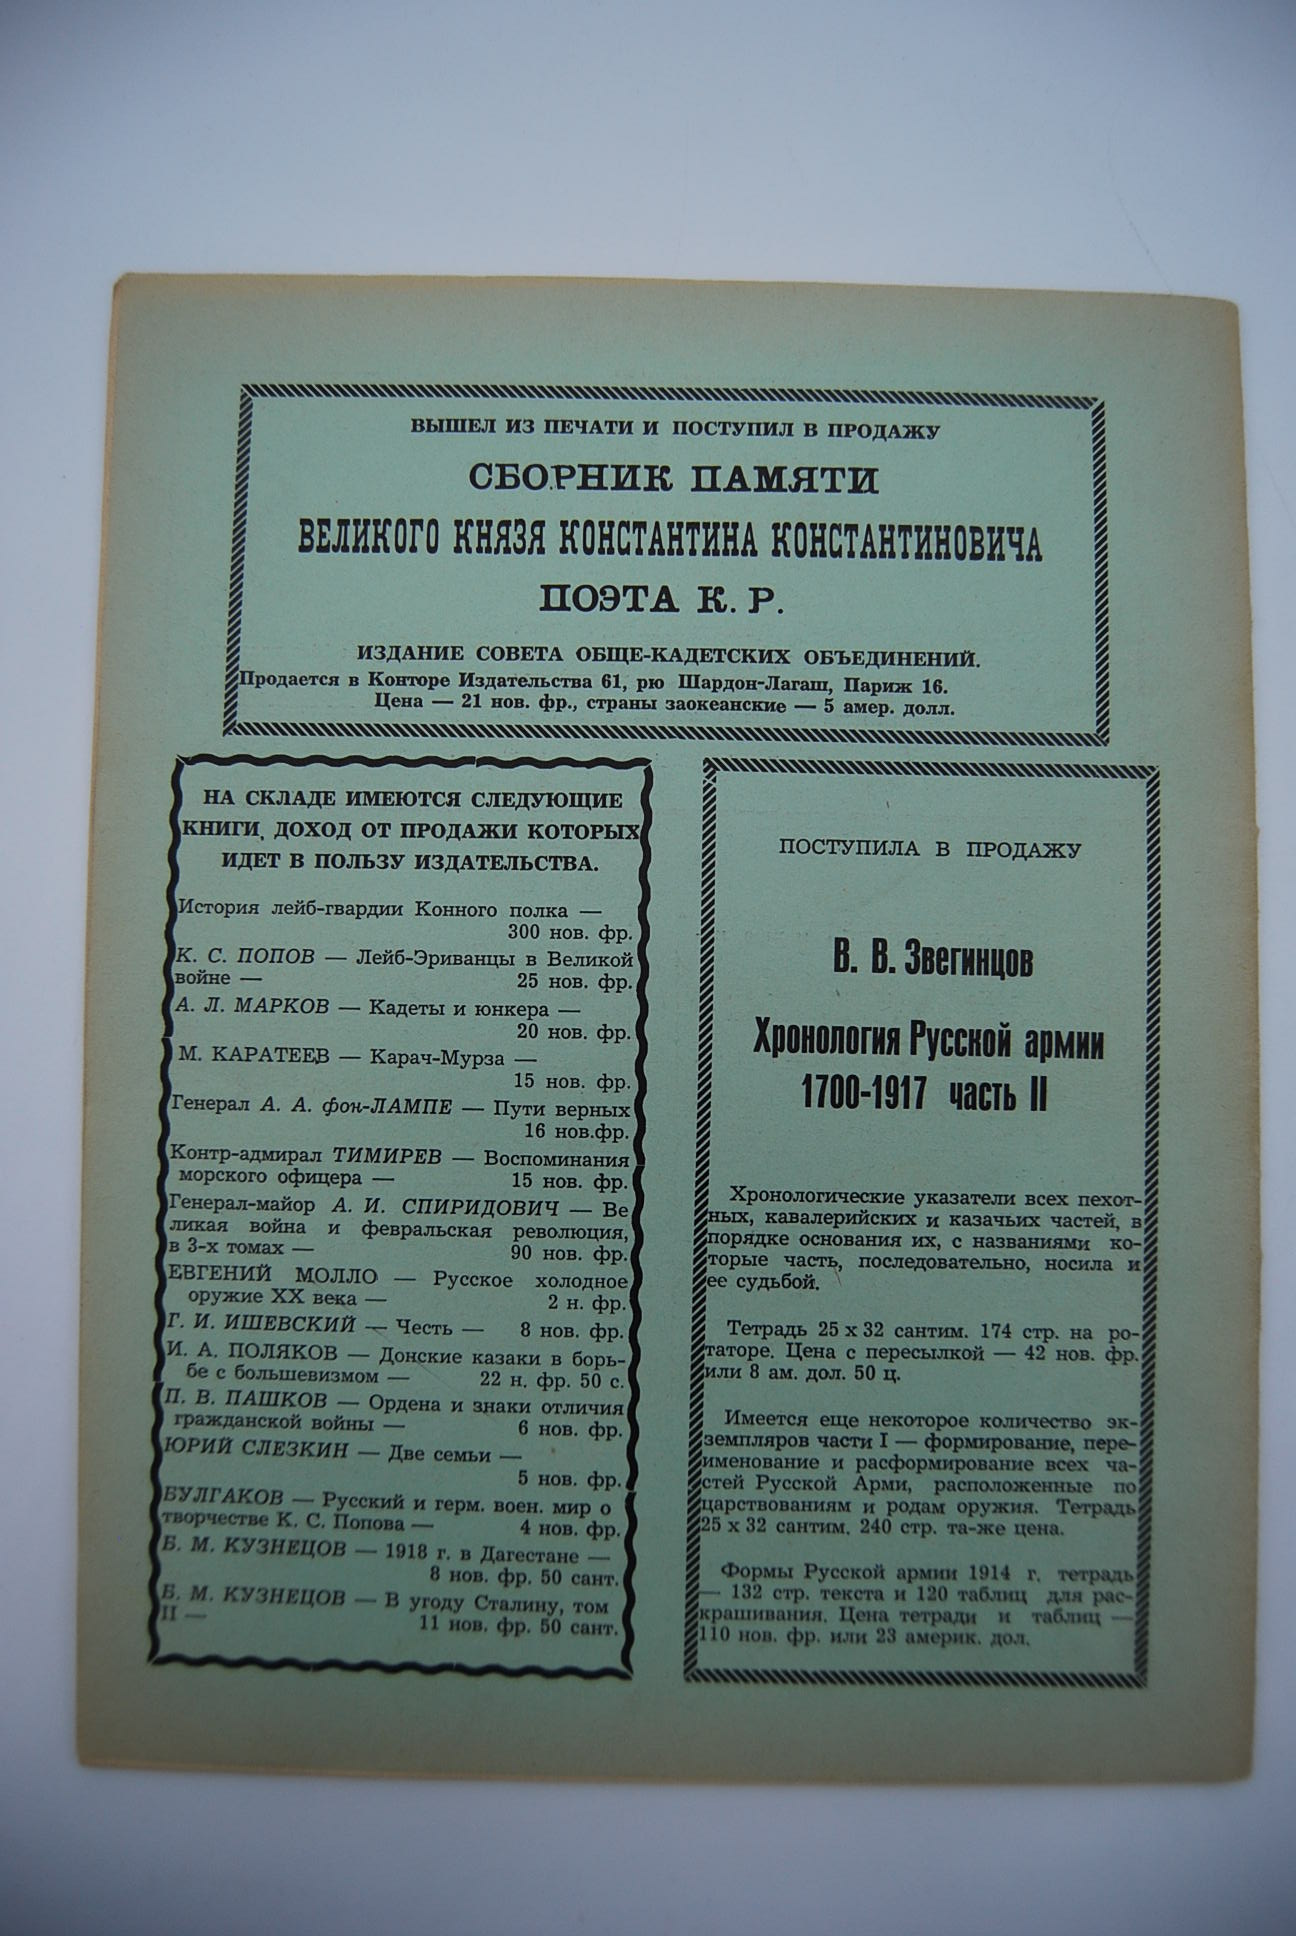 ВЫШЕЛ ИЗ ПЕЧАТИ И ПОСТУПИЛ В ПРОДАЖУ
СБОРНИК ПАМЯТИ
ВЕЛИКОГО КНЯЗЯ КОНСТАНТИНА КОНСТАНТИНОВИЧА
ПОЭТА К. Р.
ИЗДАНИЕ СОВЕТА ОБЩЕ-КАДЕТСКИХ ОБЪЕДИНЕНИЙ.
Продается в Конторе Издательства 61, рю Шардон-Лагаш, Париж 16.
Цена — 21 нов. фр., страны заокеанские — 5 амер. долл.
НА СКЛАДЕ ИМЕЮТСЯ СЛЕДУЮЩИЕ
КНИГИ, ДОХОД ОТ ПРОДАЖИ КОТОРЫХ
ИДЕТ В ПОЛЬЗУ ИЗДАТЕЛЬСТВА.
История лейб-гвардии Конного полка —
300 нов. фр.
К. С. ПОПОВ — Лейб-Эриванцы в Великой
войне — 25 нов. фр.
А. Л. МАРКОВ — Кадеты и юнкера —
20 нов. фр.
М. КАРАТЕЕВ — Карач-Мурза —
15 нов. фр.
Генерал А. А. фон-ЛАМПЕ — Пути верных
16 нов.фр.
Контр-адмирал ТИМИРЕВ — Воспоминания
морского офицера — 15 нов. фр.
Генерал-майор А. И. СПИРИДОВИЧ — Ве
ликая война и февральская революция,
в 3-х томах — 90 нов. фр.
ЕВГЕНИЙ МОЛЛО — Русское холодное
оружие XX века — 2 н. фр.
Г. И. ИШЕВСКИЙ — Честь — 8 нов. фр.
И. А. ПОЛЯКОВ — Донские казаки в борь-
бе с большевизмом — 22 н. фр. 50 с.
П. В. ПАШКОВ — Ордена и знаки отличия
гражданской войны — 6 нов. фр.
ЮРИЙ СЛЕЗКИН — Две семьи —
5 нов. фр.
БУЛГАКОВ — Русский и герм. воен. мир о
творчестве К. С. Попова — 4 нов. фр.
Б. М. КУЗНЕЦОВ — 1918 г. в Дагестане —
8 нов. фр. 50 сант.
Б. М. КУЗНЕЦОВ — В угоду Сталину, том
II — 11 нов. фр. 50 сант.
ПОСТУПИЛА В ПРОДАЖУ
В. В. Звегинцов
Хронология Русской армии
1700-1917 часть II
Хронологические указатели всех пехот-
ных, кавалерийских и казачьих частей, в
порядке основания их, с названиями ко-
торые часть, последовательно, носила и
ее судьбой.
Тетрадь 25 х 32 сантим. 174 стр. на ро-
таторе. Цена с пересылкой — 42 нов. фр.
или 8 ам. дол. 50 ц.
Имеется еще некоторое количество эк-
земпляров части I — формирование, пере-
именование и расформирование всех ча-
стей Русской Арми, расположенные по
царствованиям и родам оружия. Тетрадь
25 х 32 сантим. 240 стр. та-же цена.
Формы Русской армии 1914 г. тетрадь
— 132 стр. текста и 120 таблиц для рас-
крашивания. Цена тетради и таблиц —
110 нов. фр. или 23 америк. дол.